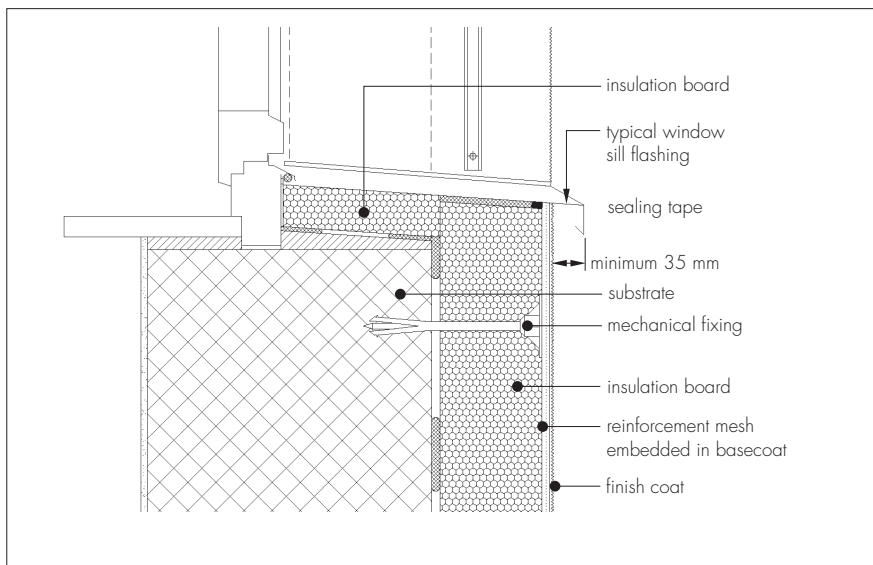 insulation board
typical window
sill flashing
sealing tape
minimum 35 mm
substrate
mechanical fixing
insulation board
reinforcement mesh
embedded in basecoat
finish coat